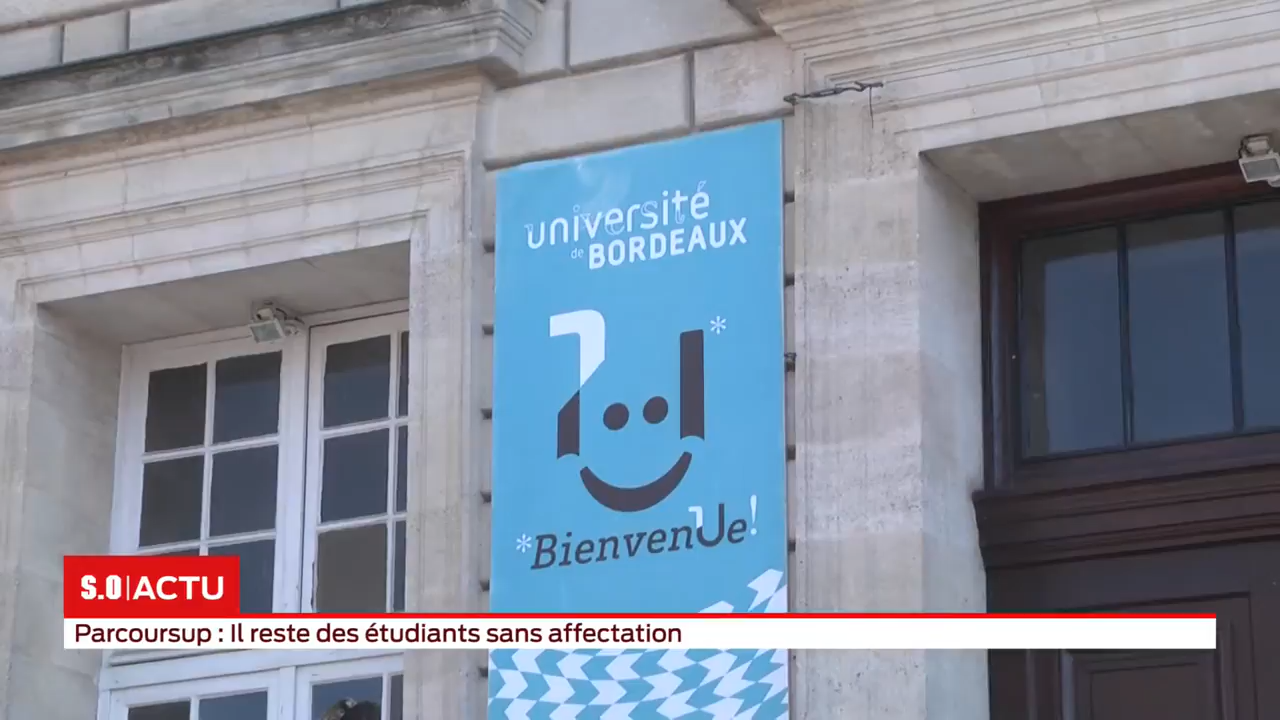 université
de BORDEAUX
*
*BienvenUe!
S.O|ACTU
Parcoursup : Il reste des étudiants sans affectation